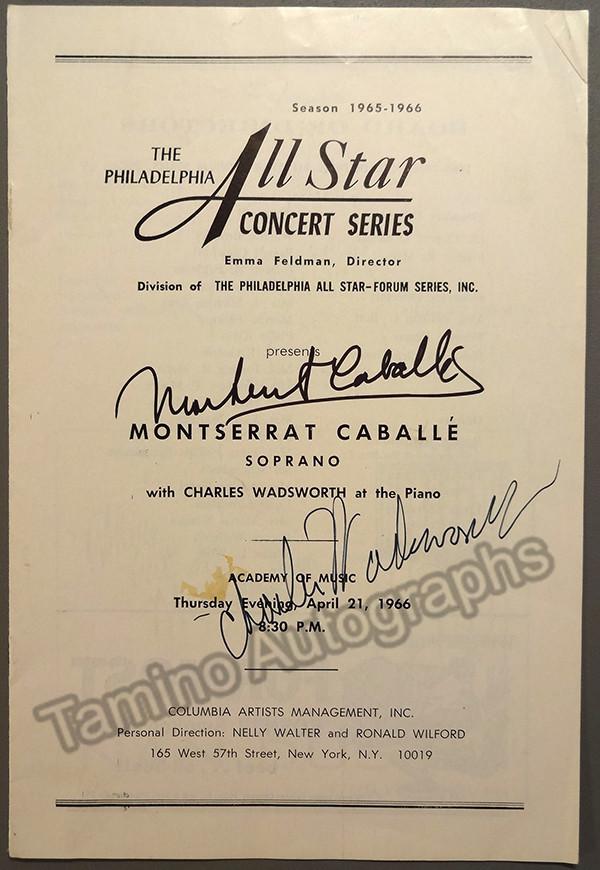 Season 1965-1966
THE
PHILADELPHIA
All Star
CONCERT SERIES
Emma Feldman, Director
Division of THE PHILADELPHIA ALL STAR-FORUM SERIES, INC.
presents
Montserrat Caballé
MONTSERRAT CABALLÉ
SOPRANO
with CHARLES WADSWORTH at the Piano
Charles Wadsworth
ACADEMY OF MUSIC
Thursday Evening, April 21, 1966
8:30 P.M.
Tamino Autographs
COLUMBIA ARTISTS MANAGEMENT, INC.
Personal Direction: NELLY WALTER and RONALD WILFORD
165 West 57th Street, New York, N.Y. 10019